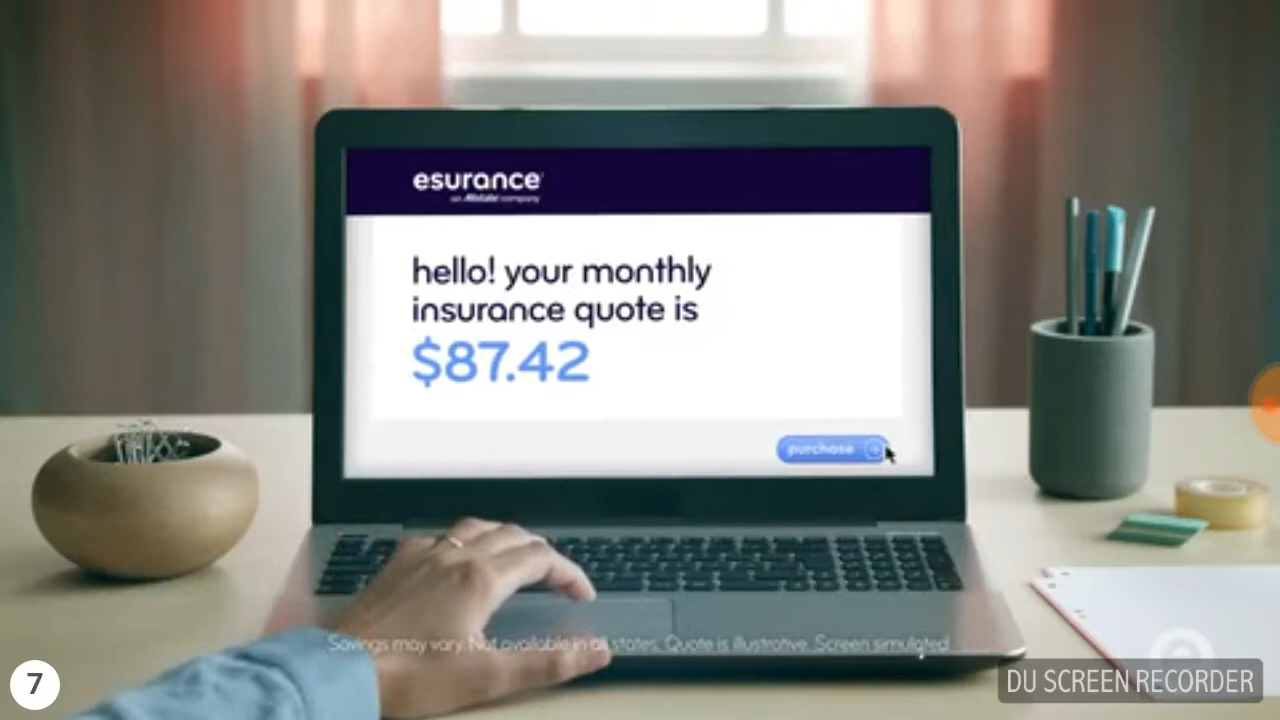 esurance
an Allstate company
hello! your monthly
insurance quote is
$87.42
purchase
Savings may vary. Not available in all states. Quote is illustrative. Screen simulated.
7
DU SCREEN RECORDER